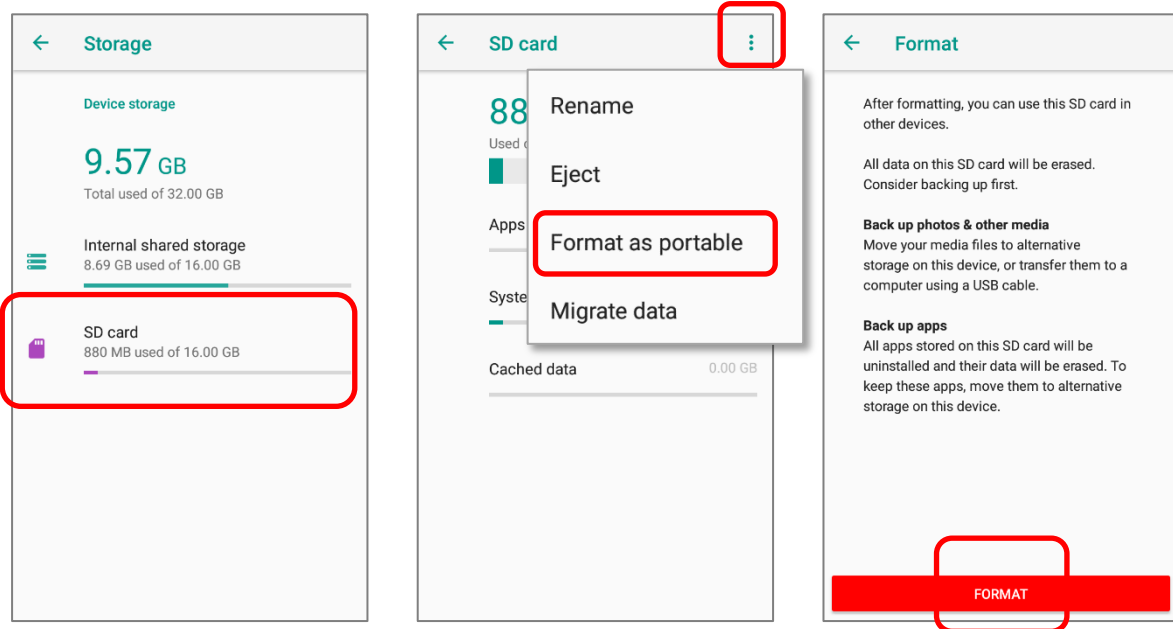 Storage
Device storage
9.57 GB
Total used of 32.00 GB
Internal shared storage
8.69 GB used of 16.00 GB
SD card
880 MB used of 16.00 GB
SD card
88
Used
Apps
Syste
Cached data
0.00 GB
Rename
Eject
Format as portable
Migrate data
Format
After formatting, you can use this SD card in
other devices.
All data on this SD card will be erased.
Consider backing up first.
Back up photos & other media
Move your media files to alternative
storage on this device, or transfer them to a
computer using a USB cable.
Back up apps
All apps stored on this SD card will be
uninstalled and their data will be erased. To
keep these apps, move them to alternative
storage on this device.
FORMAT